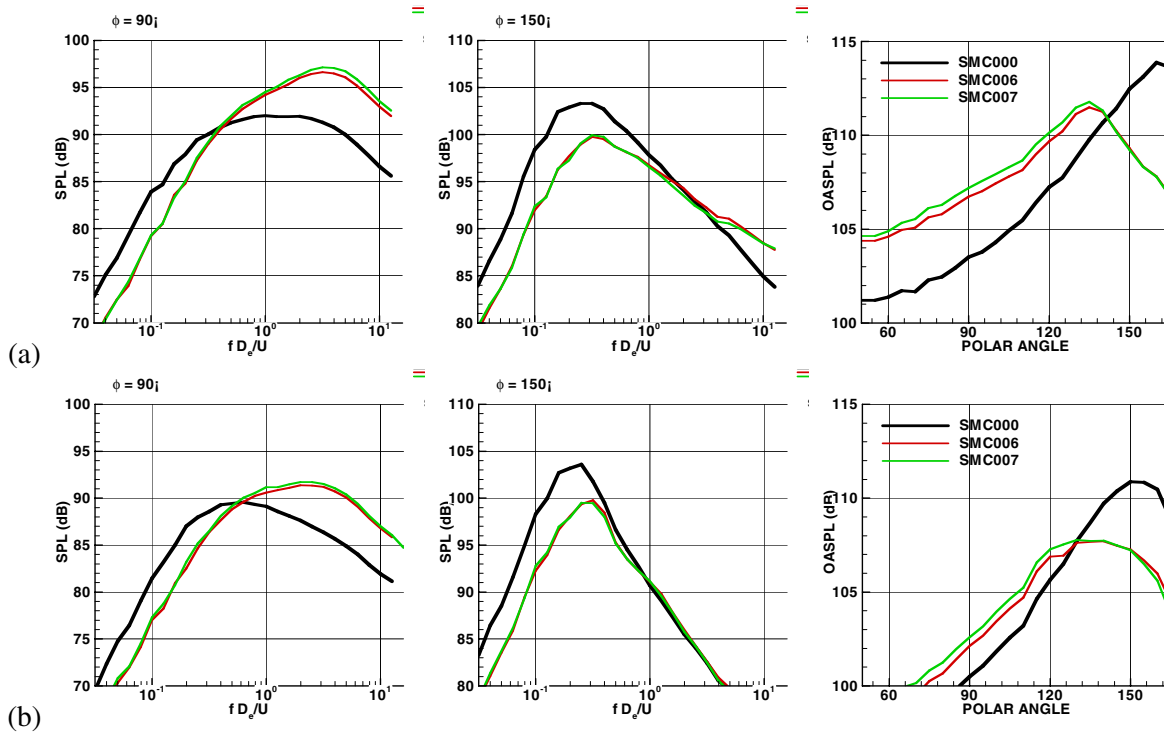 ϕ = 90¡
SPL (dB)
100
95
90
85
80
75
70
10⁻¹
10⁰
10¹
f Dₑ/U
ϕ = 150¡
SPL (dB)
110
105
100
95
90
85
80
10⁻¹
10⁰
10¹
f Dₑ/U
OASPL (dB)
115
110
105
100
SMC000
SMC006
SMC007
60
90
120
150
POLAR ANGLE
(a)
ϕ = 90¡
SPL (dB)
100
95
90
85
80
75
70
10⁻¹
10⁰
10¹
f Dₑ/U
ϕ = 150¡
SPL (dB)
110
105
100
95
90
85
80
10⁻¹
10⁰
10¹
f Dₑ/U
OASPL (dB)
115
110
105
100
SMC000
SMC006
SMC007
60
90
120
150
POLAR ANGLE
(b)